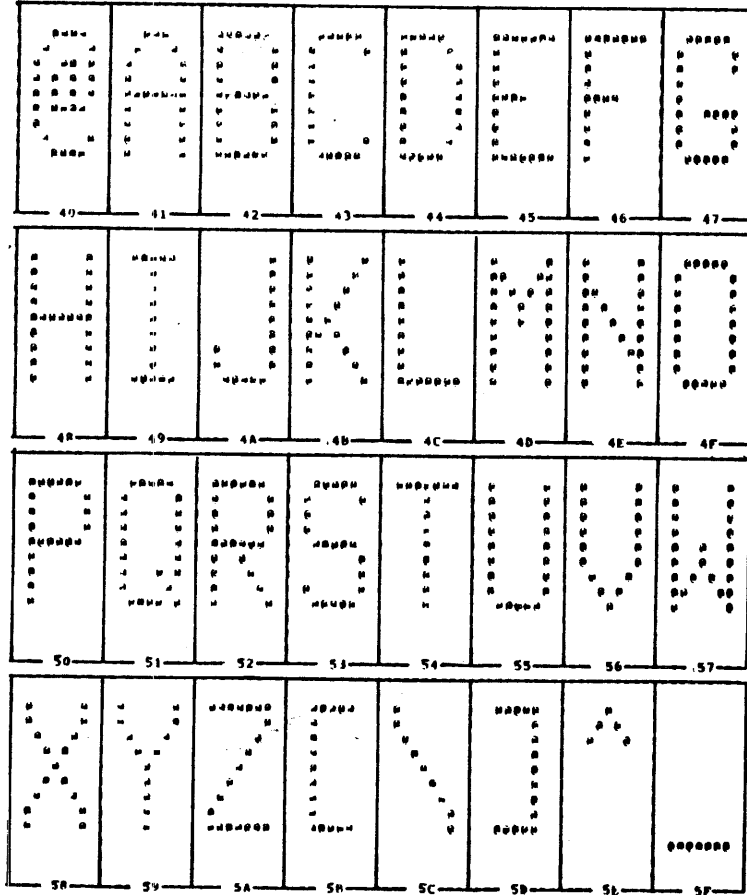 @ A B C D E F G
40 41 42 43 44 45 46 47
H I J K L M N O
48 49 4A 4B 4C 4D 4E 4F
P Q R S T U V W
50 51 52 53 54 55 56 57
X Y Z [ \ ] ^ _
58 59 5A 5B 5C 5D 5E 5F